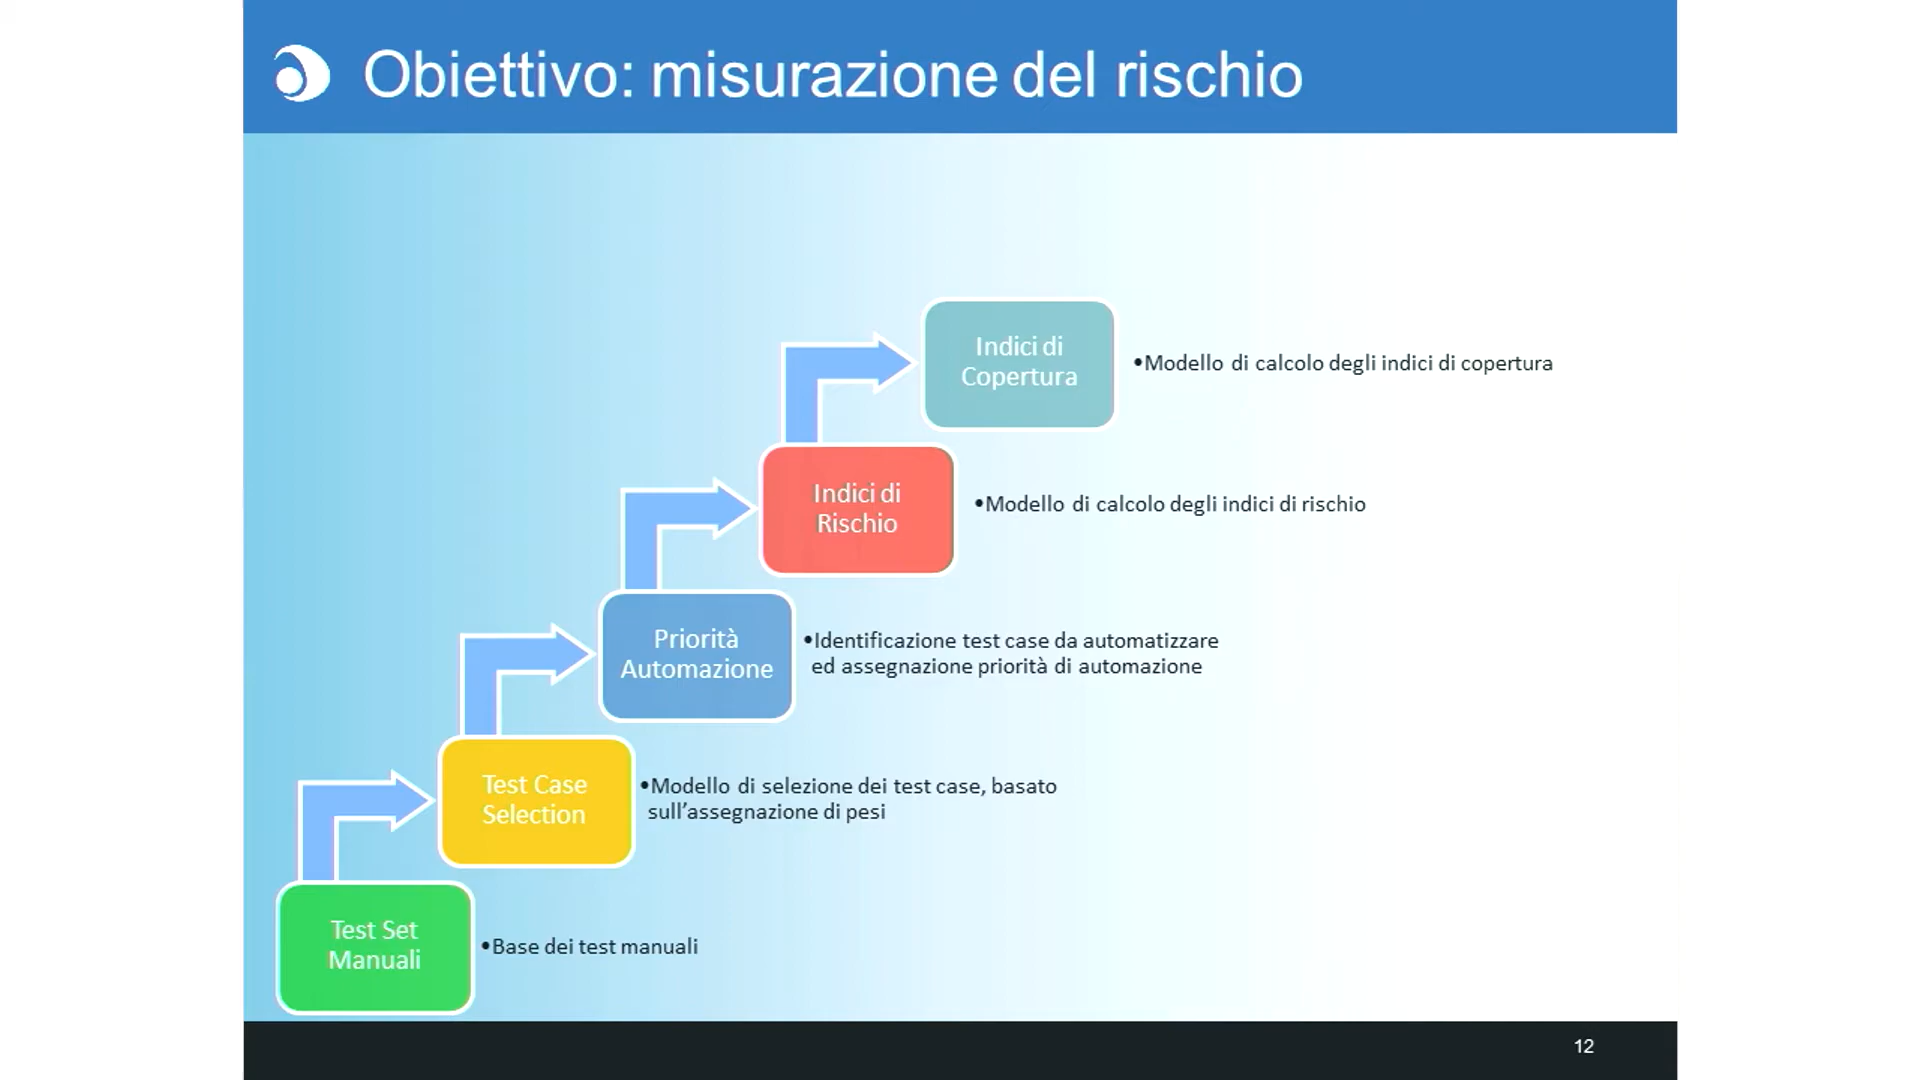 Obiettivo: misurazione del rischio
Indici di
Copertura
•Modello di calcolo degli indici di copertura
Indici di
Rischio
•Modello di calcolo degli indici di rischio
Priorità
Automazione
•Identificazione test case da automatizzare
ed assegnazione priorità di automazione
Test Case
Selection
•Modello di selezione dei test case, basato
sull’assegnazione di pesi
Test Set
Manuali
•Base dei test manuali
12